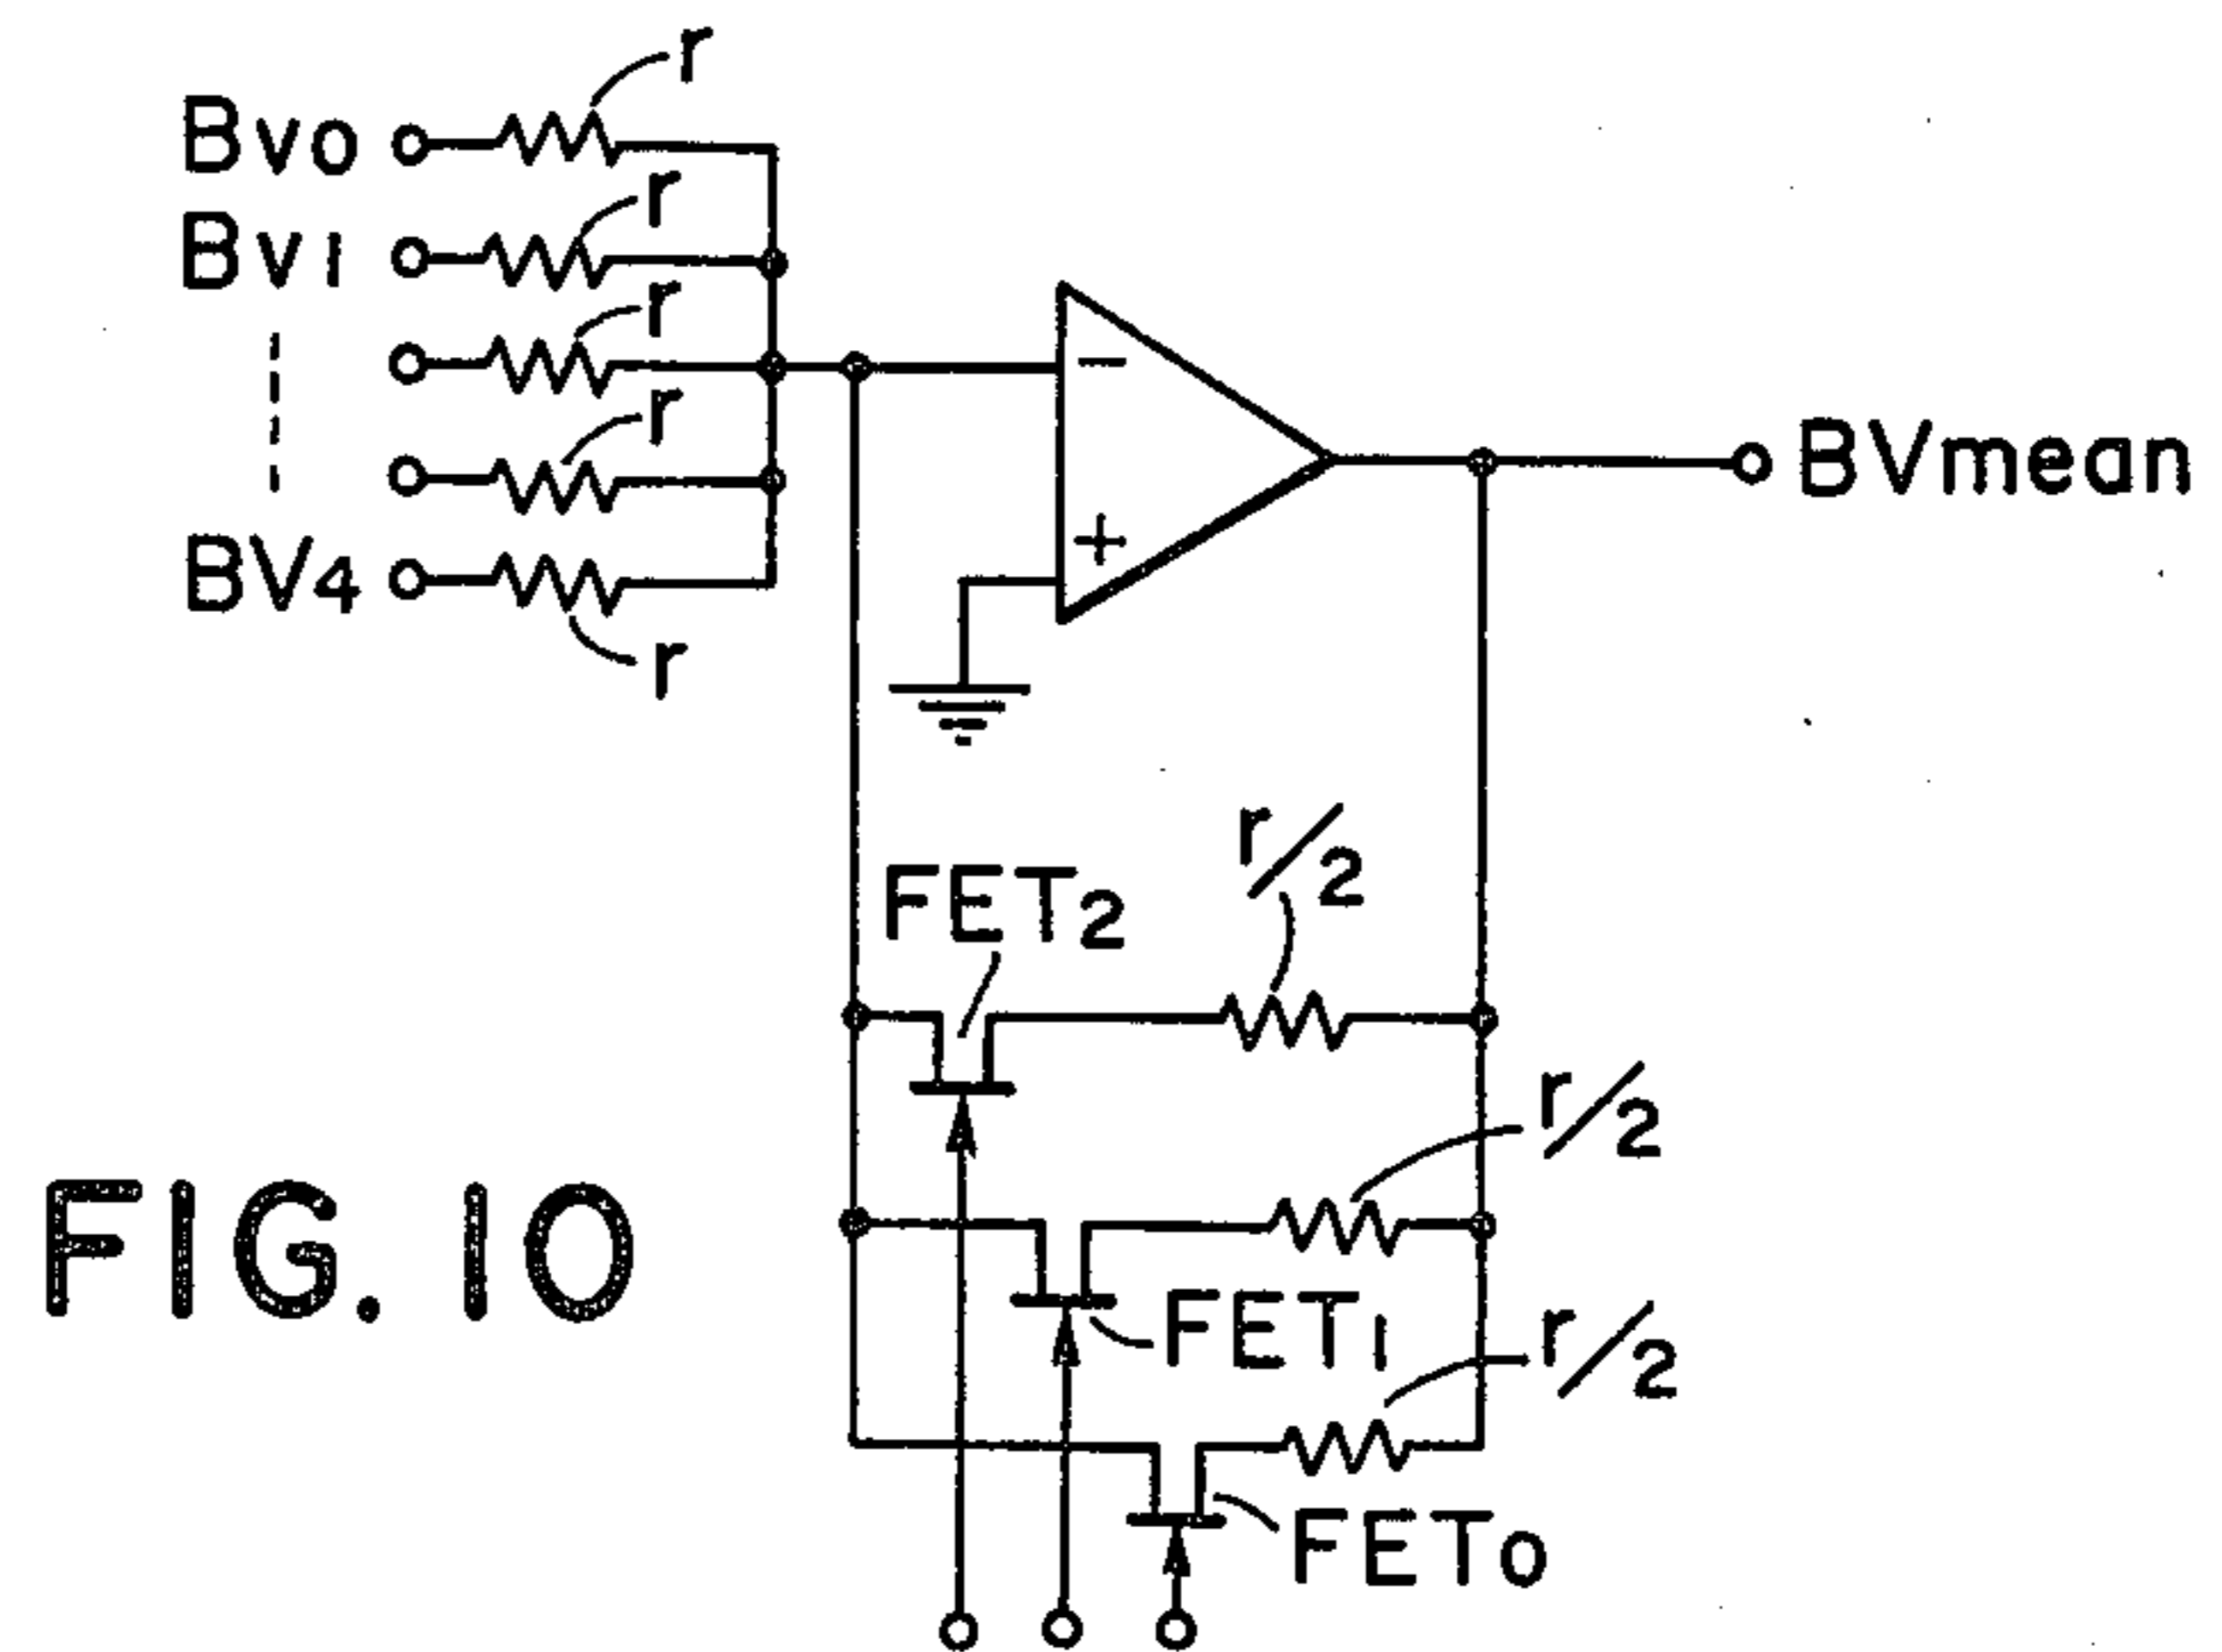 r
Bv0
r
Bv1
r
r
BV4
r
−
+
BVmean
r/2
FET2
r/2
FET1
r/2
FET0
FIG. 10